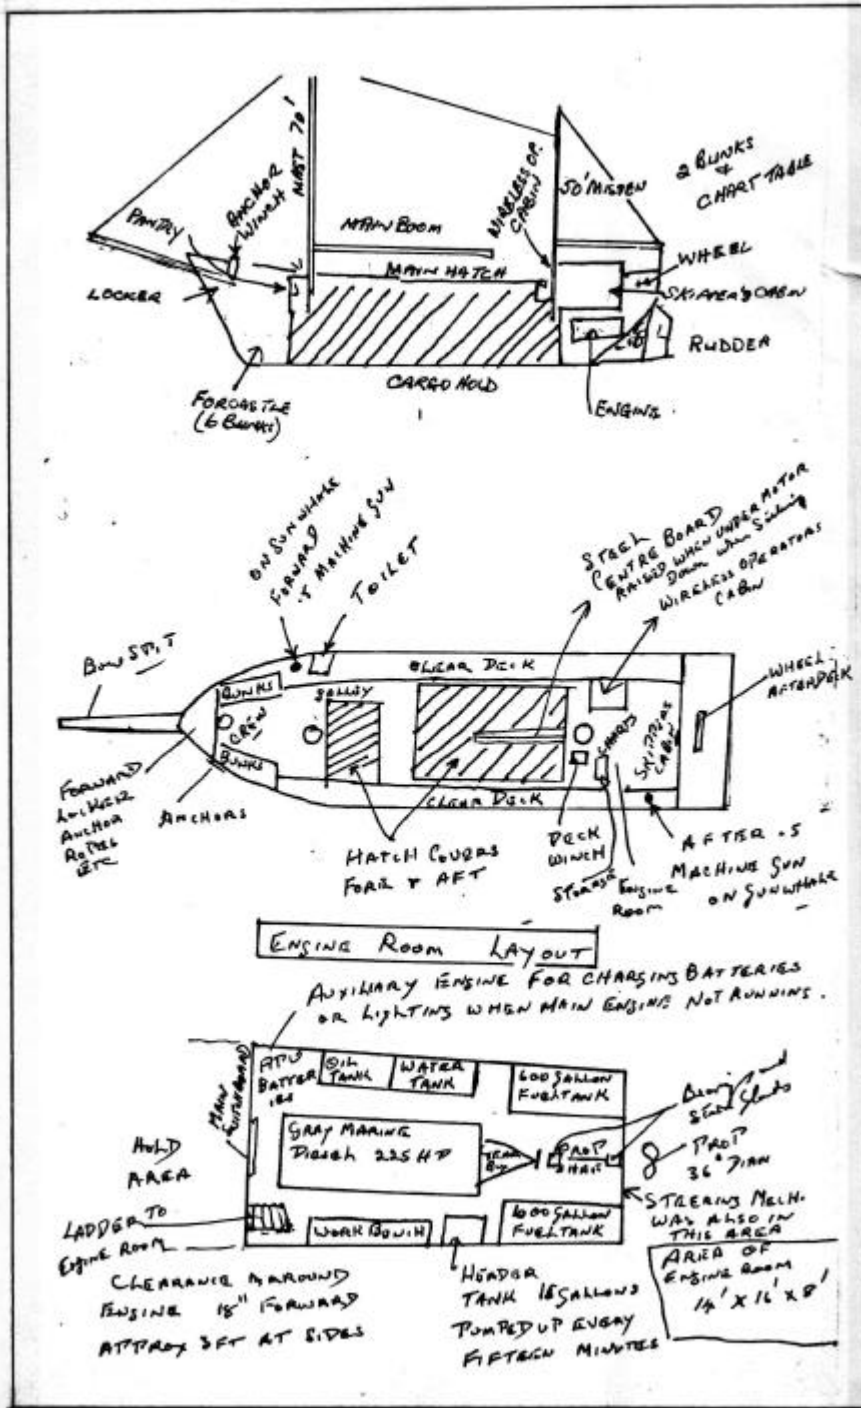 MAST 70'
ANCHOR
WINCH
PANTRY
LOCKER
MAIN BOOM
MAIN HATCH
WIRELESS OP.
CABIN
50' MISTEN
2 BUNKS
+
CHART TABLE
WHEEL
SKIPPER'S CABIN
RUDDER
ENGINE
CARGO HOLD
FORCASTLE
(6 BUNKS)
ON GUNWHALE
FORWARD
.5 MACHINE GUN
TOILET
STEEL
CENTRE BOARD
RAISED WHEN UNDER MOTOR
DOWN WHEN Sailing
WIRELESS OPERATORS
CABIN
BOW SPIT
CLEAR DECK
WHEEL
AFTERDECK
BUNKS
GALLEY
CREW
BUNKS
CHARTS
SKIPPERS
CABIN
CLEAR DECK
FORWARD
LOCKER
ANCHOR
ROPES
ETC
ANCHORS
HATCH COVERS
FORE & AFT
DECK
WINCH
STORAGE
ENGINE
ROOM
AFTER .5
MACHINE GUN
ON GUNWHALE
ENGINE ROOM LAYOUT
AUXILIARY ENGINE FOR CHARGING BATTERIES
OR LIGHTING WHEN MAIN ENGINE NOT RUNNING.
MAIN
SWITCHBOARD
APU
BATTER
IES
OIL
TANK
WATER
TANK
600 GALLON
FUEL TANK
GRAY MARINE
DIESEL 225 HP
GEAR
BOX
PROP
SHAFT
PROP
36" DIAM
HOLD
AREA
LADDER TO
ENGINE ROOM
WORK BENCH
600 GALLON
FUEL TANK
STEERING MECH.
WAS ALSO IN
THIS AREA
CLEARANCE AROUND
ENGINE 18" FORWARD
APPROX 3FT AT SIDES
HEADER
TANK 15 GALLONS
PUMPED UP EVERY
FIFTEEN MINUTES
AREA OF
ENGINE ROOM
14' X 16' X 8'